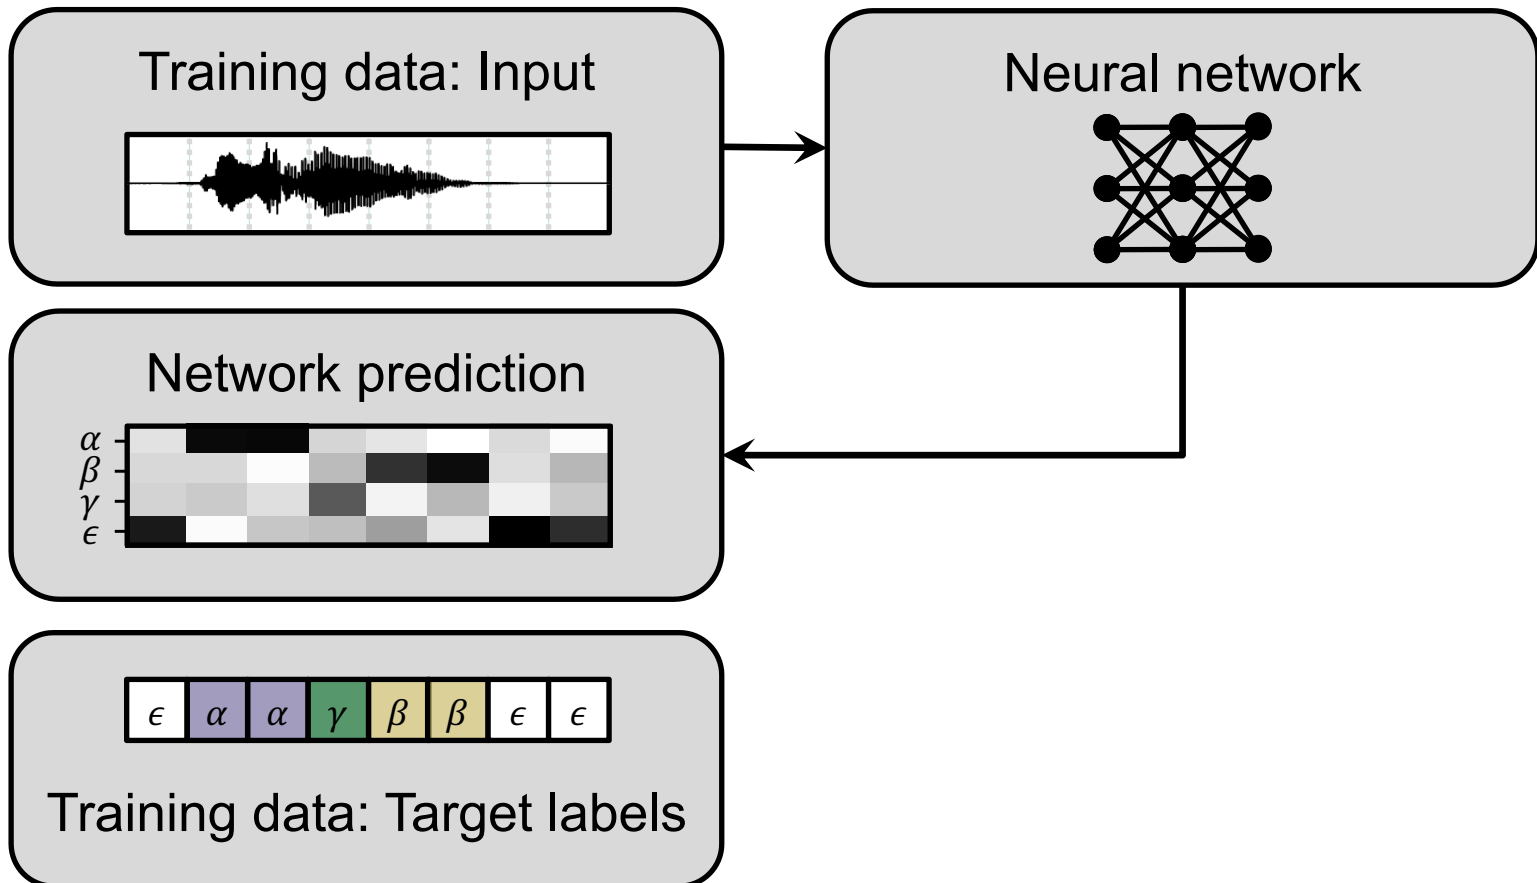 Training data: Input
Neural network
Network prediction
α
β
γ
ϵ
ϵ α α γ β β ϵ ϵ
Training data: Target labels